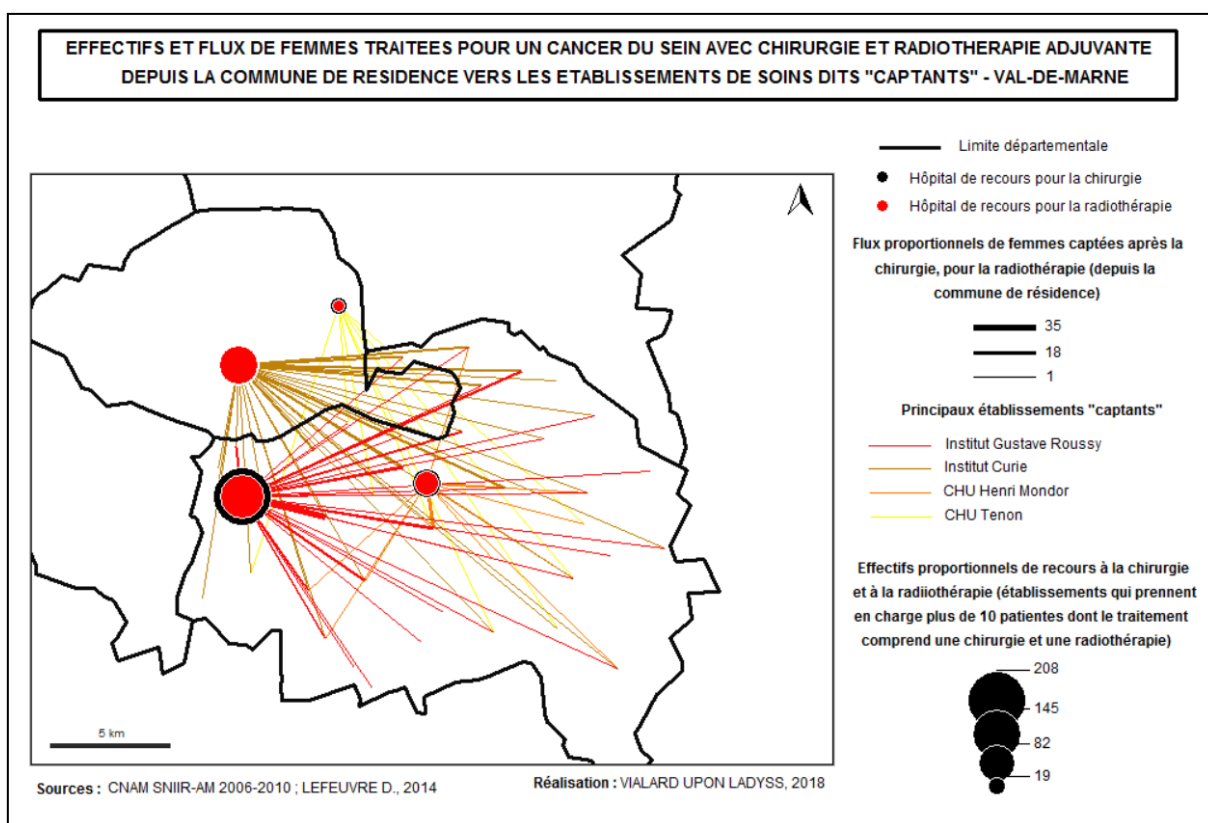 EFFECTIFS ET FLUX DE FEMMES TRAITEES POUR UN CANCER DU SEIN AVEC CHIRURGIE ET RADIOTHERAPIE ADJUVANTE
DEPUIS LA COMMUNE DE RESIDENCE VERS LES ETABLISSEMENTS DE SOINS DITS "CAPTANTS" - VAL-DE-MARNE
Limite départementale
Hôpital de recours pour la chirurgie
Hôpital de recours pour la radiothérapie
Flux proportionnels de femmes captées après la
chirurgie, pour la radiothérapie (depuis la
commune de résidence)
35
18
1
Principaux établissements "captants"
Institut Gustave Roussy
Institut Curie
CHU Henri Mondor
CHU Tenon
Effectifs proportionnels de recours à la chirurgie
et à la radiiothérapie (établissements qui prennent
en charge plus de 10 patientes dont le traitement
comprend une chirurgie et une radiothérapie)
208
145
82
19
5 km
Sources : CNAM SNIIR-AM 2006-2010 ; LEFEUVRE D., 2014
Réalisation : VIALARD UPON LADYSS, 2018